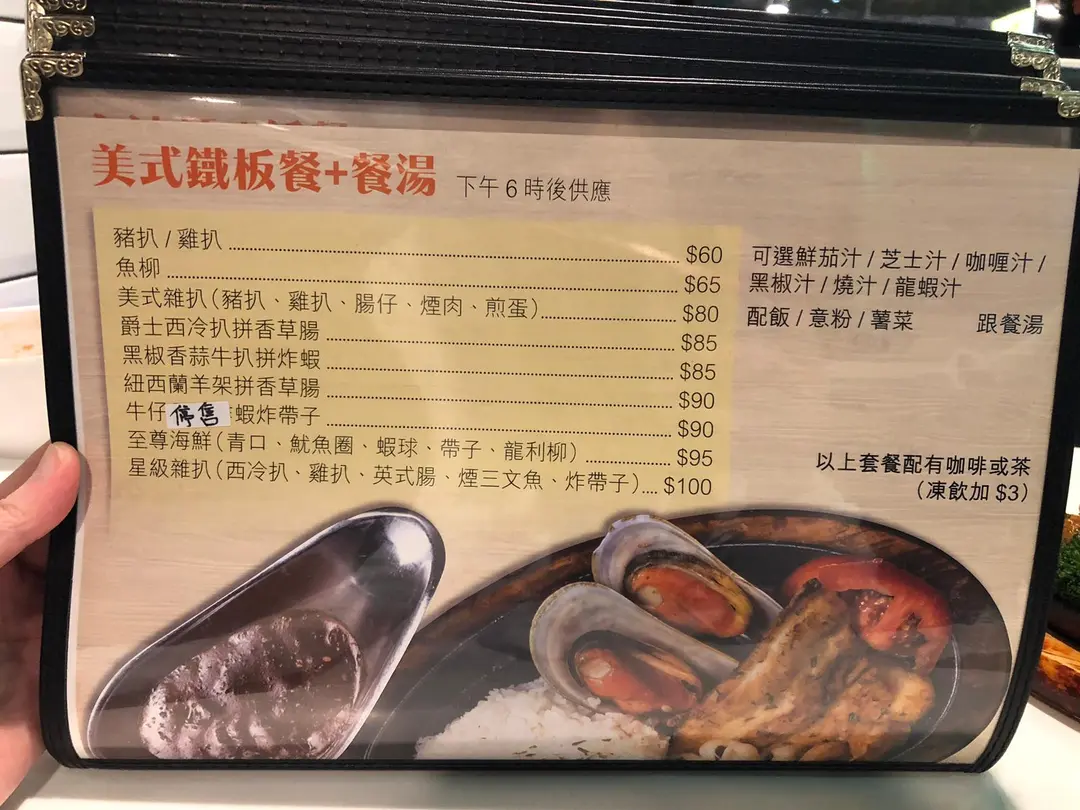 美式鐵板餐+餐湯 下午6時後供應
豬扒 / 雞扒 $60
魚柳 $65
美式雜扒(豬扒、雞扒、腸仔、煙肉、煎蛋) $80
爵士西冷扒拼香草腸 $85
黑椒香蒜牛扒拼炸蝦 $85
紐西蘭羊架拼香草腸 $90
牛仔 停售 蝦炸帶子 $90
至尊海鮮(青口、魷魚圈、蝦球、帶子、龍利柳) $95
星級雜扒(西冷扒、雞扒、英式腸、煙三文魚、炸帶子) $100
可選鮮茄汁 / 芝士汁 / 咖喱汁 /
黑椒汁 / 燒汁 / 龍蝦汁
配飯 / 意粉 / 薯菜 跟餐湯
以上套餐配有咖啡或茶
(凍飲加 $3)